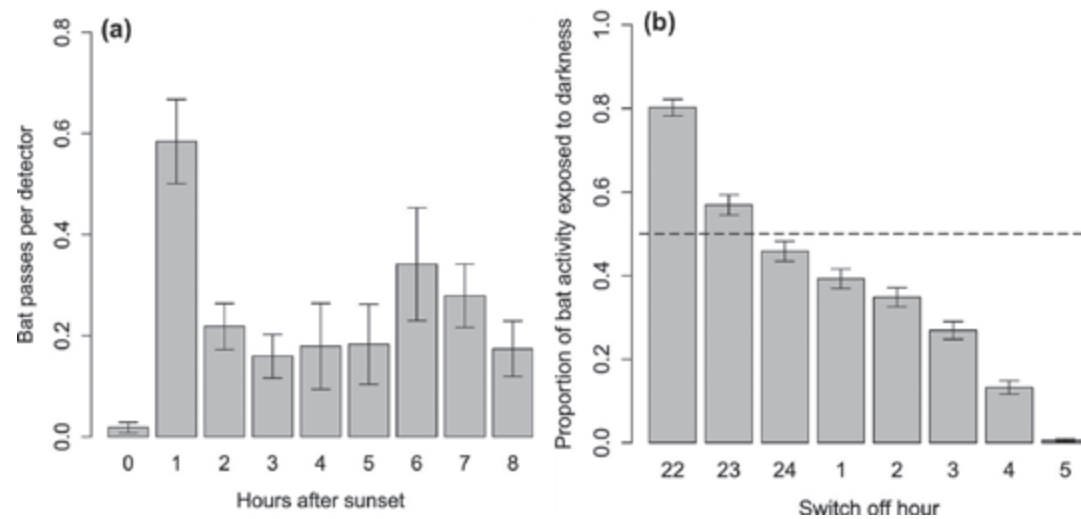 (a)
Bat passes per detector
0.8
0.6
0.4
0.2
0.0
0 1 2 3 4 5 6 7 8
Hours after sunset
(b)
Proportion of bat activity exposed to darkness
1.0
0.8
0.6
0.4
0.2
0.0
22 23 24 1 2 3 4 5
Switch off hour